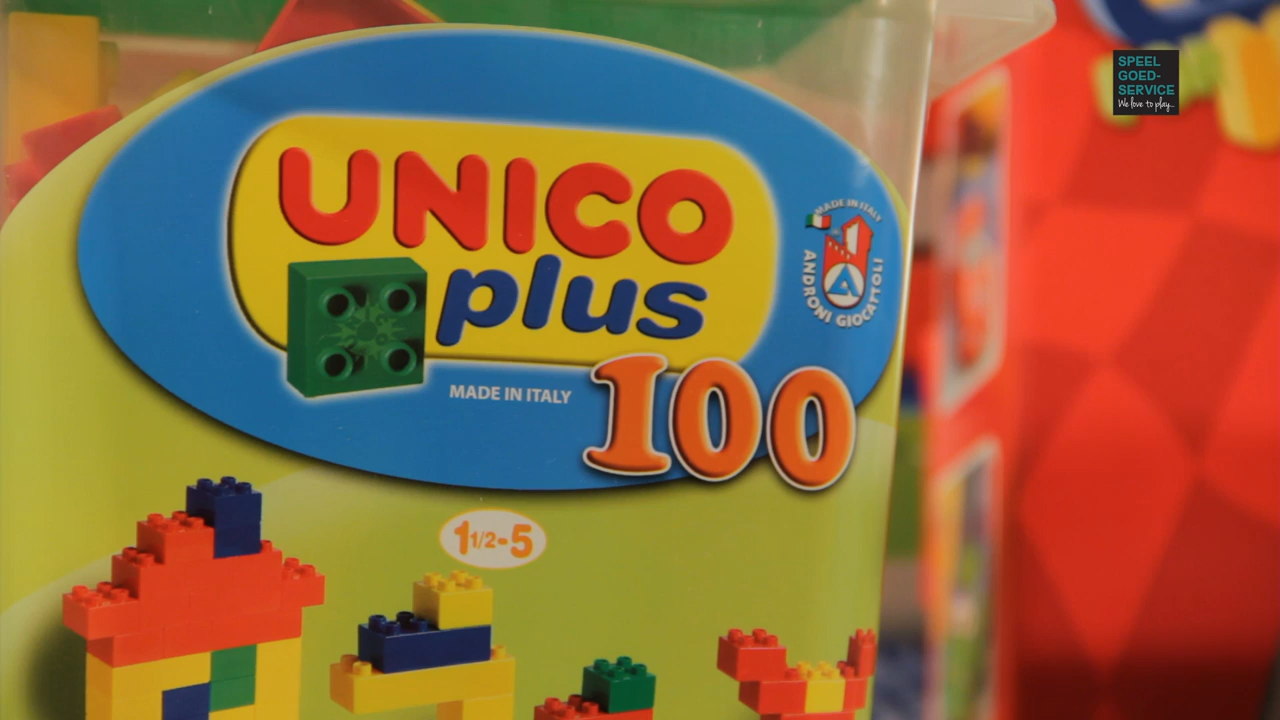 SPEEL
GOED-
SERVICE
We love to play...
UNICO
plus
MADE IN ITALY
ANDRONI GIOCATTOLI
MADE IN ITALY
100
1 1/2-5